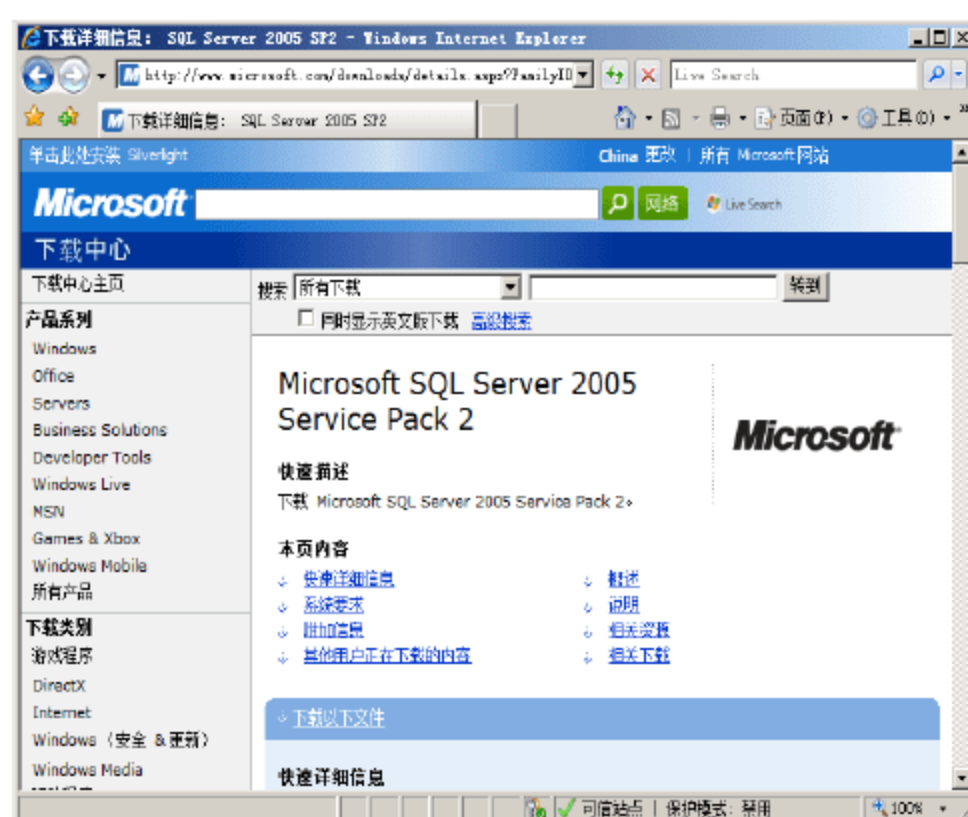 下载详细信息: SQL Server 2005 SP2 - Windows Internet Explorer
http://www.microsoft.com/downloads/details.aspx?FamilyID
Live Search
下载详细信息: SQL Server 2005 SP2
页面(P) 工具(O)
单击此处安装 Silverlight
China 更改 | 所有 Microsoft 网站
Microsoft
网络
Live Search
下载中心
下载中心主页
搜索 所有下载 转到
同时显示英文版下载 高级搜索
产品系列
Windows
Office
Servers
Business Solutions
Developer Tools
Windows Live
MSN
Games & Xbox
Windows Mobile
所有产品
下载类别
游戏程序
DirectX
Internet
Windows (安全 & 更新)
Windows Media
Microsoft SQL Server 2005
Service Pack 2
Microsoft
快速描述
下载 Microsoft SQL Server 2005 Service Pack 2。
本页内容
快速详细信息 概述
系统要求 说明
附加信息 相关资源
其他用户正在下载的内容 相关下载
下载以下文件
快速详细信息
可信站点 | 保护模式: 禁用
100%